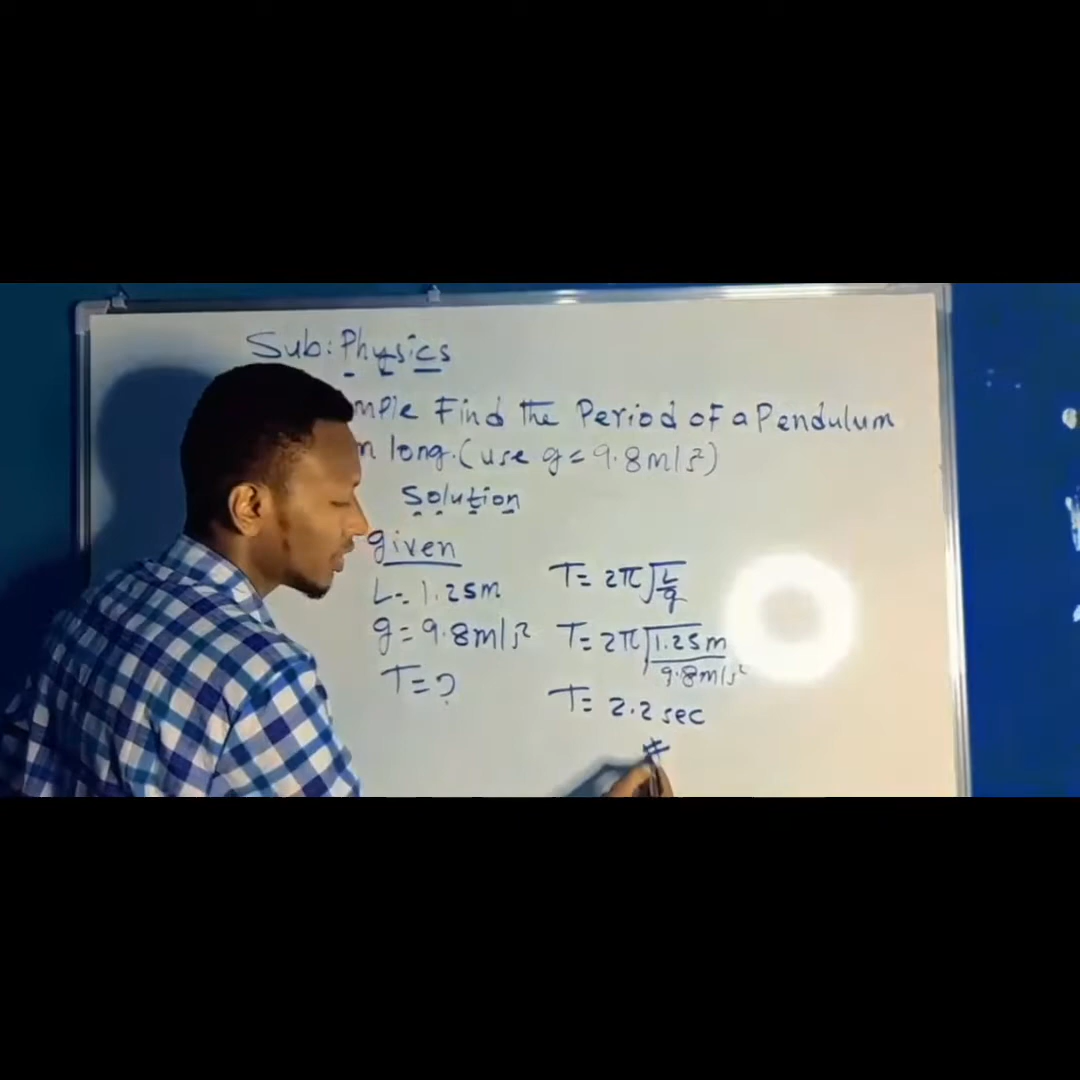 Sub: Physics
mple Find the Period of a Pendulum
m long. (use g = 9.8m/s²)
Solution
given
L = 1.25m
g = 9.8m/s²
T = ?
T = 2π√L/g
T = 2π√1.25m/9.8m/s²
T = 2.2 sec
#